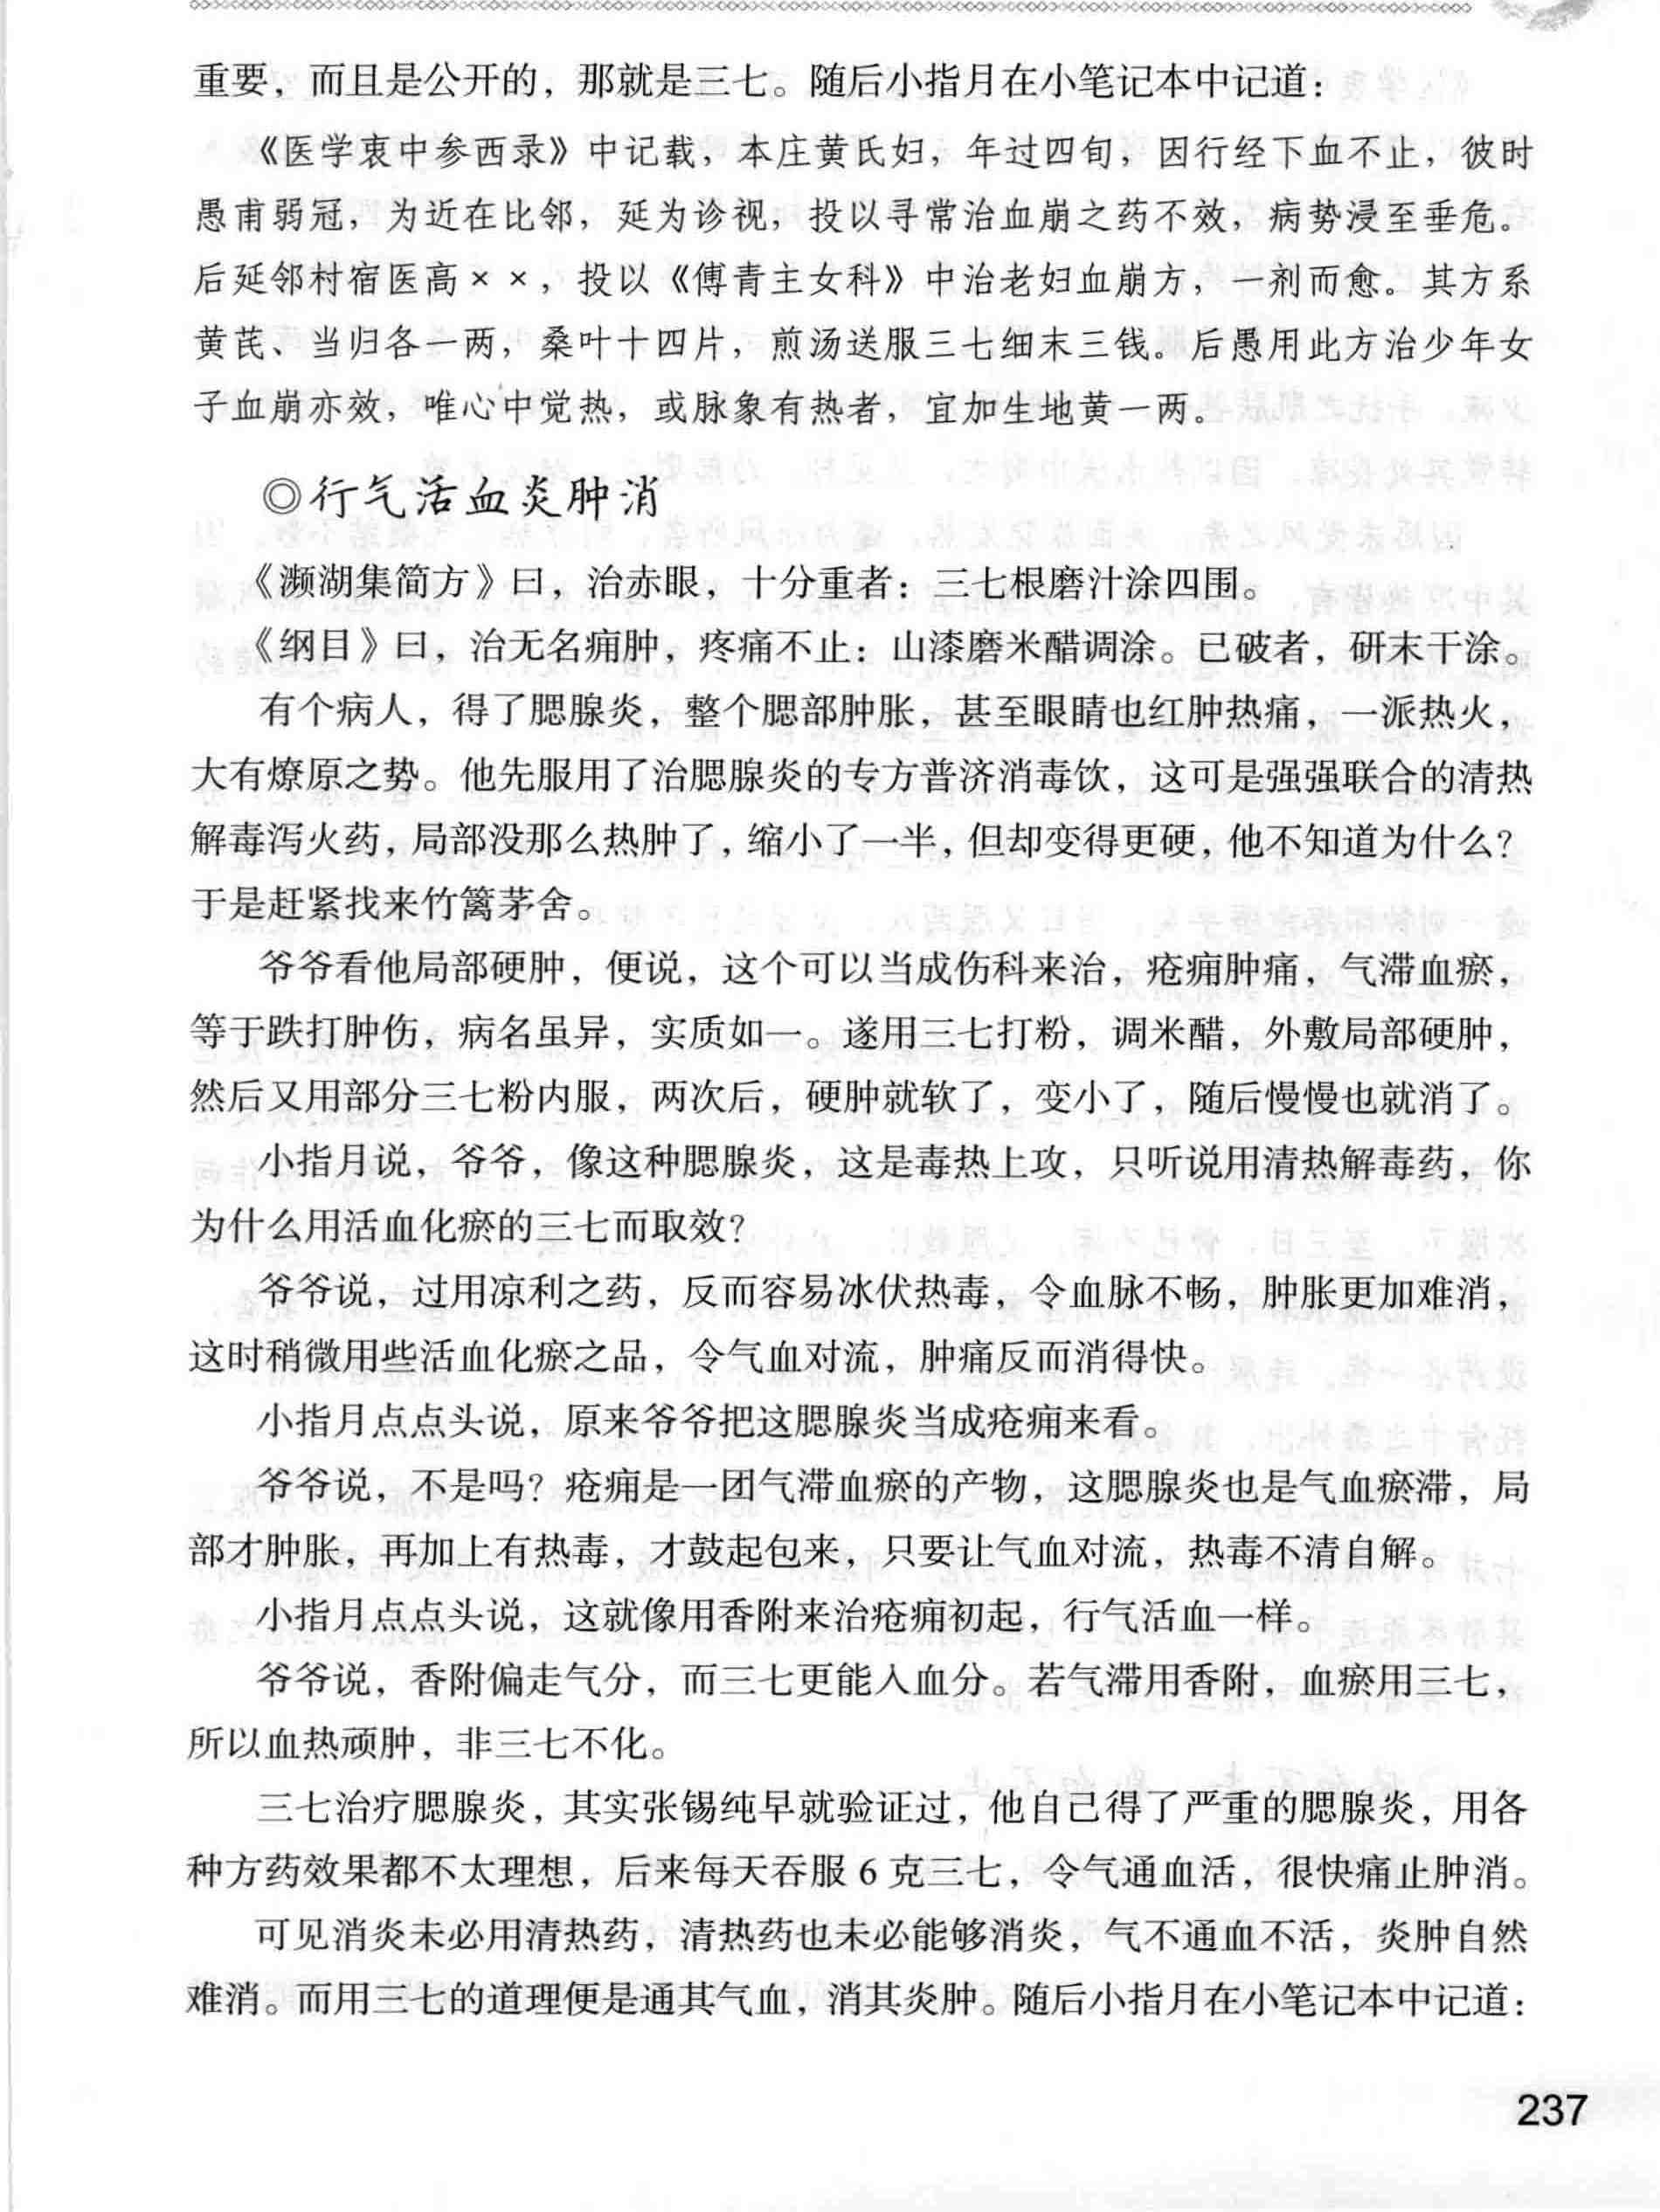 重要，而且是公开的，那就是三七。随后小指月在小笔记本中记道：
《医学衷中参西录》中记载，本庄黄氏妇，年过四旬，因行经下血不止，彼时
愚甫弱冠，为近在比邻，延为诊视，投以寻常治血崩之药不效，病势浸至垂危。
后延邻村宿医高××，投以《傅青主女科》中治老妇血崩方，一剂而愈。其方系
黄芪、当归各一两，桑叶十四片，煎汤送服三七细末三钱。后愚用此方治少年女
子血崩亦效，唯心中觉热，或脉象有热者，宜加生地黄一两。
◎行气活血炎肿消
《濒湖集简方》曰，治赤眼，十分重者：三七根磨汁涂四围。
《纲目》曰，治无名痈肿，疼痛不止：山漆磨米醋调涂。已破者，研末干涂。
有个病人，得了腮腺炎，整个腮部肿胀，甚至眼睛也红肿热痛，一派热火，
大有燎原之势。他先服用了治腮腺炎的专方普济消毒饮，这可是强强联合的清热
解毒泻火药，局部没那么热肿了，缩小了一半，但却变得更硬，他不知道为什么？
于是赶紧找来竹篱茅舍。
爷爷看他局部硬肿，便说，这个可以当成伤科来治，疮痈肿痛，气滞血瘀，
等于跌打肿伤，病名虽异，实质如一。遂用三七打粉，调米醋，外敷局部硬肿，
然后又用部分三七粉内服，两次后，硬肿就软了，变小了，随后慢慢也就消了。
小指月说，爷爷，像这种腮腺炎，这是毒热上攻，只听说用清热解毒药，你
为什么用活血化瘀的三七而取效？
爷爷说，过用凉利之药，反而容易冰伏热毒，令血脉不畅，肿胀更加难消，
这时稍微用些活血化瘀之品，令气血对流，肿痛反而消得快。
小指月点点头说，原来爷爷把这腮腺炎当成疮痈来看。
爷爷说，不是吗？疮痈是一团气滞血瘀的产物，这腮腺炎也是气血瘀滞，局
部才肿胀，再加上有热毒，才鼓起包来，只要让气血对流，热毒不清自解。
小指月点点头说，这就像用香附来治疮痈初起，行气活血一样。
爷爷说，香附偏走气分，而三七更能入血分。若气滞用香附，血瘀用三七，
所以血热顽肿，非三七不化。
三七治疗腮腺炎，其实张锡纯早就验证过，他自己得了严重的腮腺炎，用各
种方药效果都不太理想，后来每天吞服6克三七，令气通血活，很快痛止肿消。
可见消炎未必用清热药，清热药也未必能够消炎，气不通血不活，炎肿自然
难消。而用三七的道理便是通其气血，消其炎肿。随后小指月在小笔记本中记道：
237